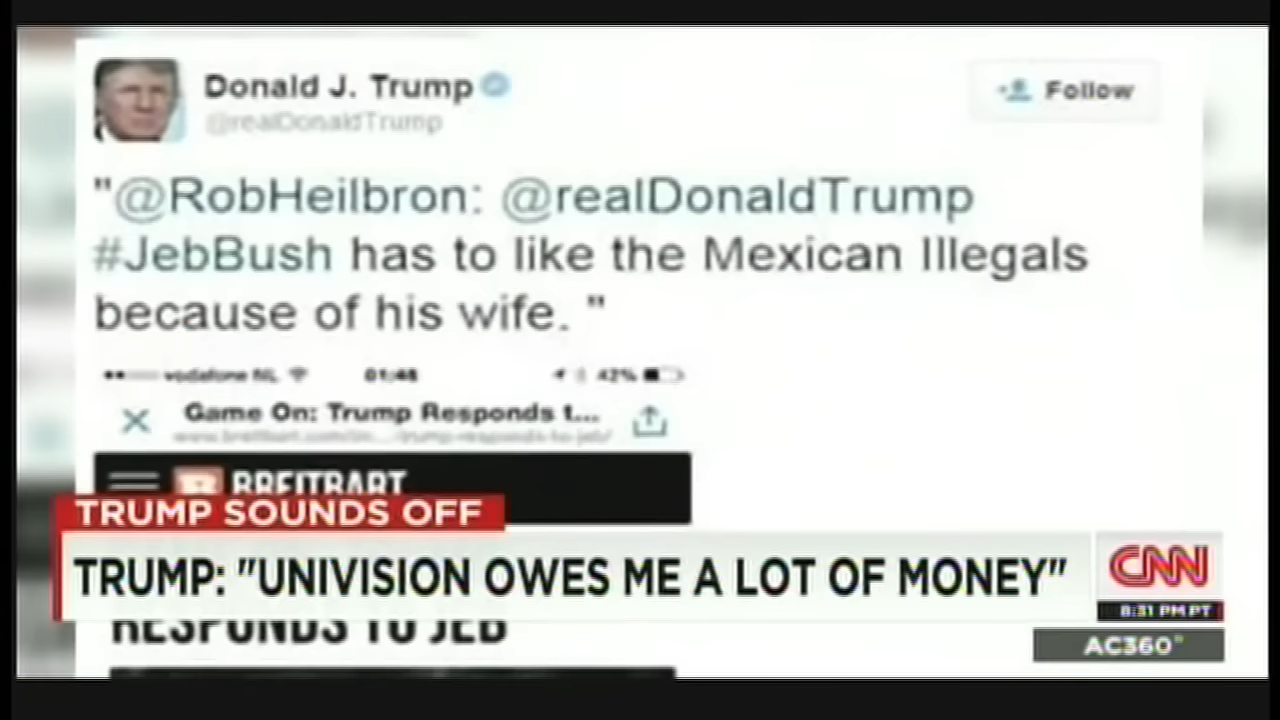 Donald J. Trump
@realDonaldTrump
Follow
"@RobHeilbron: @realDonaldTrump
#JebBush has to like the Mexican Illegals
because of his wife. "
vodafone NL 01:48 42%
Game On: Trump Responds t...
BREITBART
TRUMP SOUNDS OFF
TRUMP: "UNIVISION OWES ME A LOT OF MONEY"
CNN
8:31 PM PT
RESPONDS TO JEB
AC360°